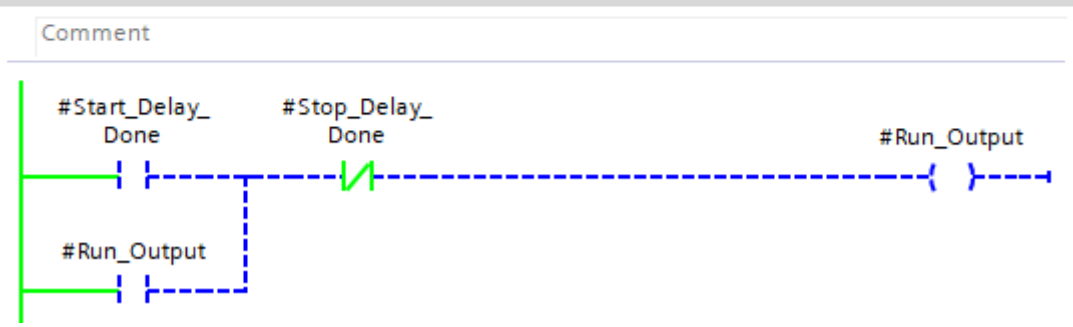 Comment
#Start_Delay_
Done
#Stop_Delay_
Done
#Run_Output
#Run_Output